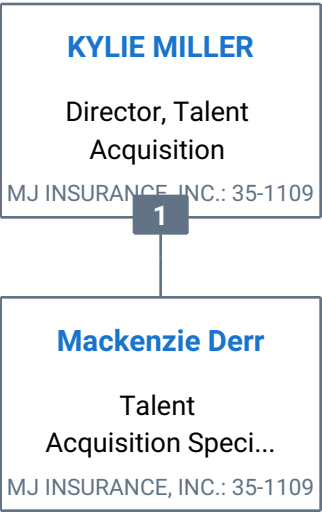 KYLIE MILLER
Director, Talent
Acquisition
MJ INSURANCE, INC.: 35-1109
1
Mackenzie Derr
Talent
Acquisition Speci...
MJ INSURANCE, INC.: 35-1109